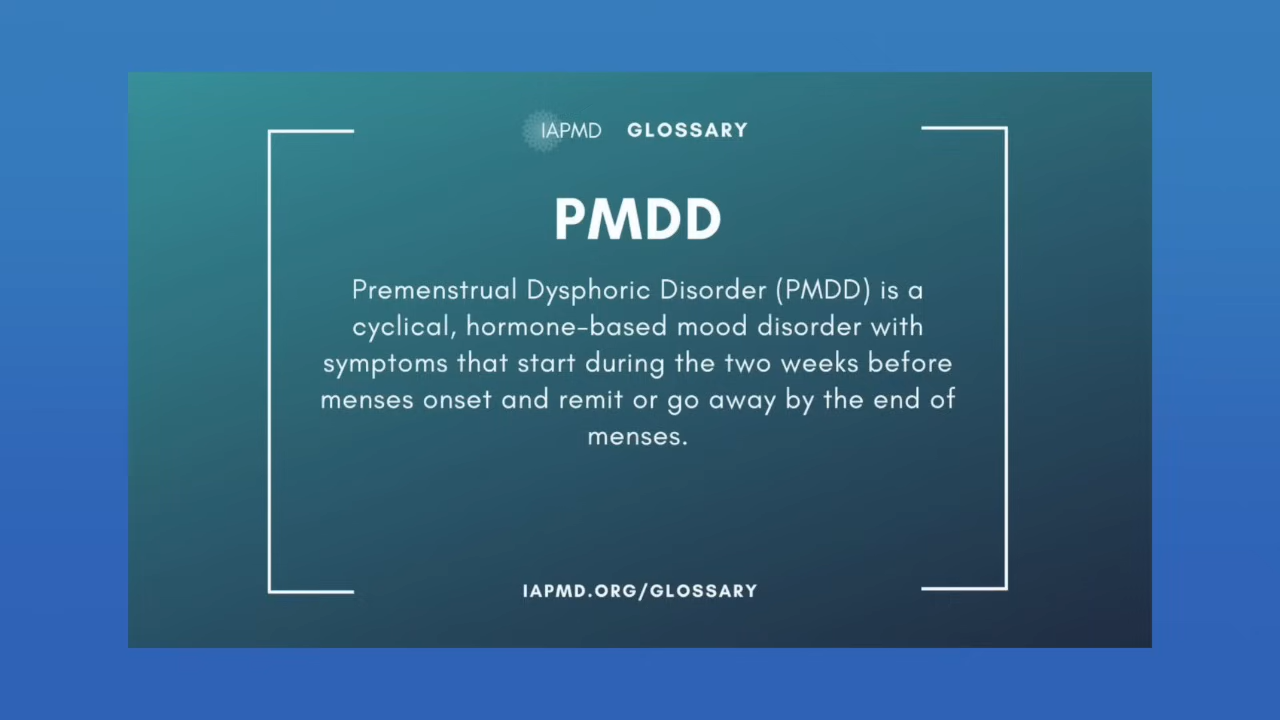 IAPMD GLOSSARY
PMDD
Premenstrual Dysphoric Disorder (PMDD) is a
cyclical, hormone-based mood disorder with
symptoms that start during the two weeks before
menses onset and remit or go away by the end of
menses.
IAPMD.ORG/GLOSSARY